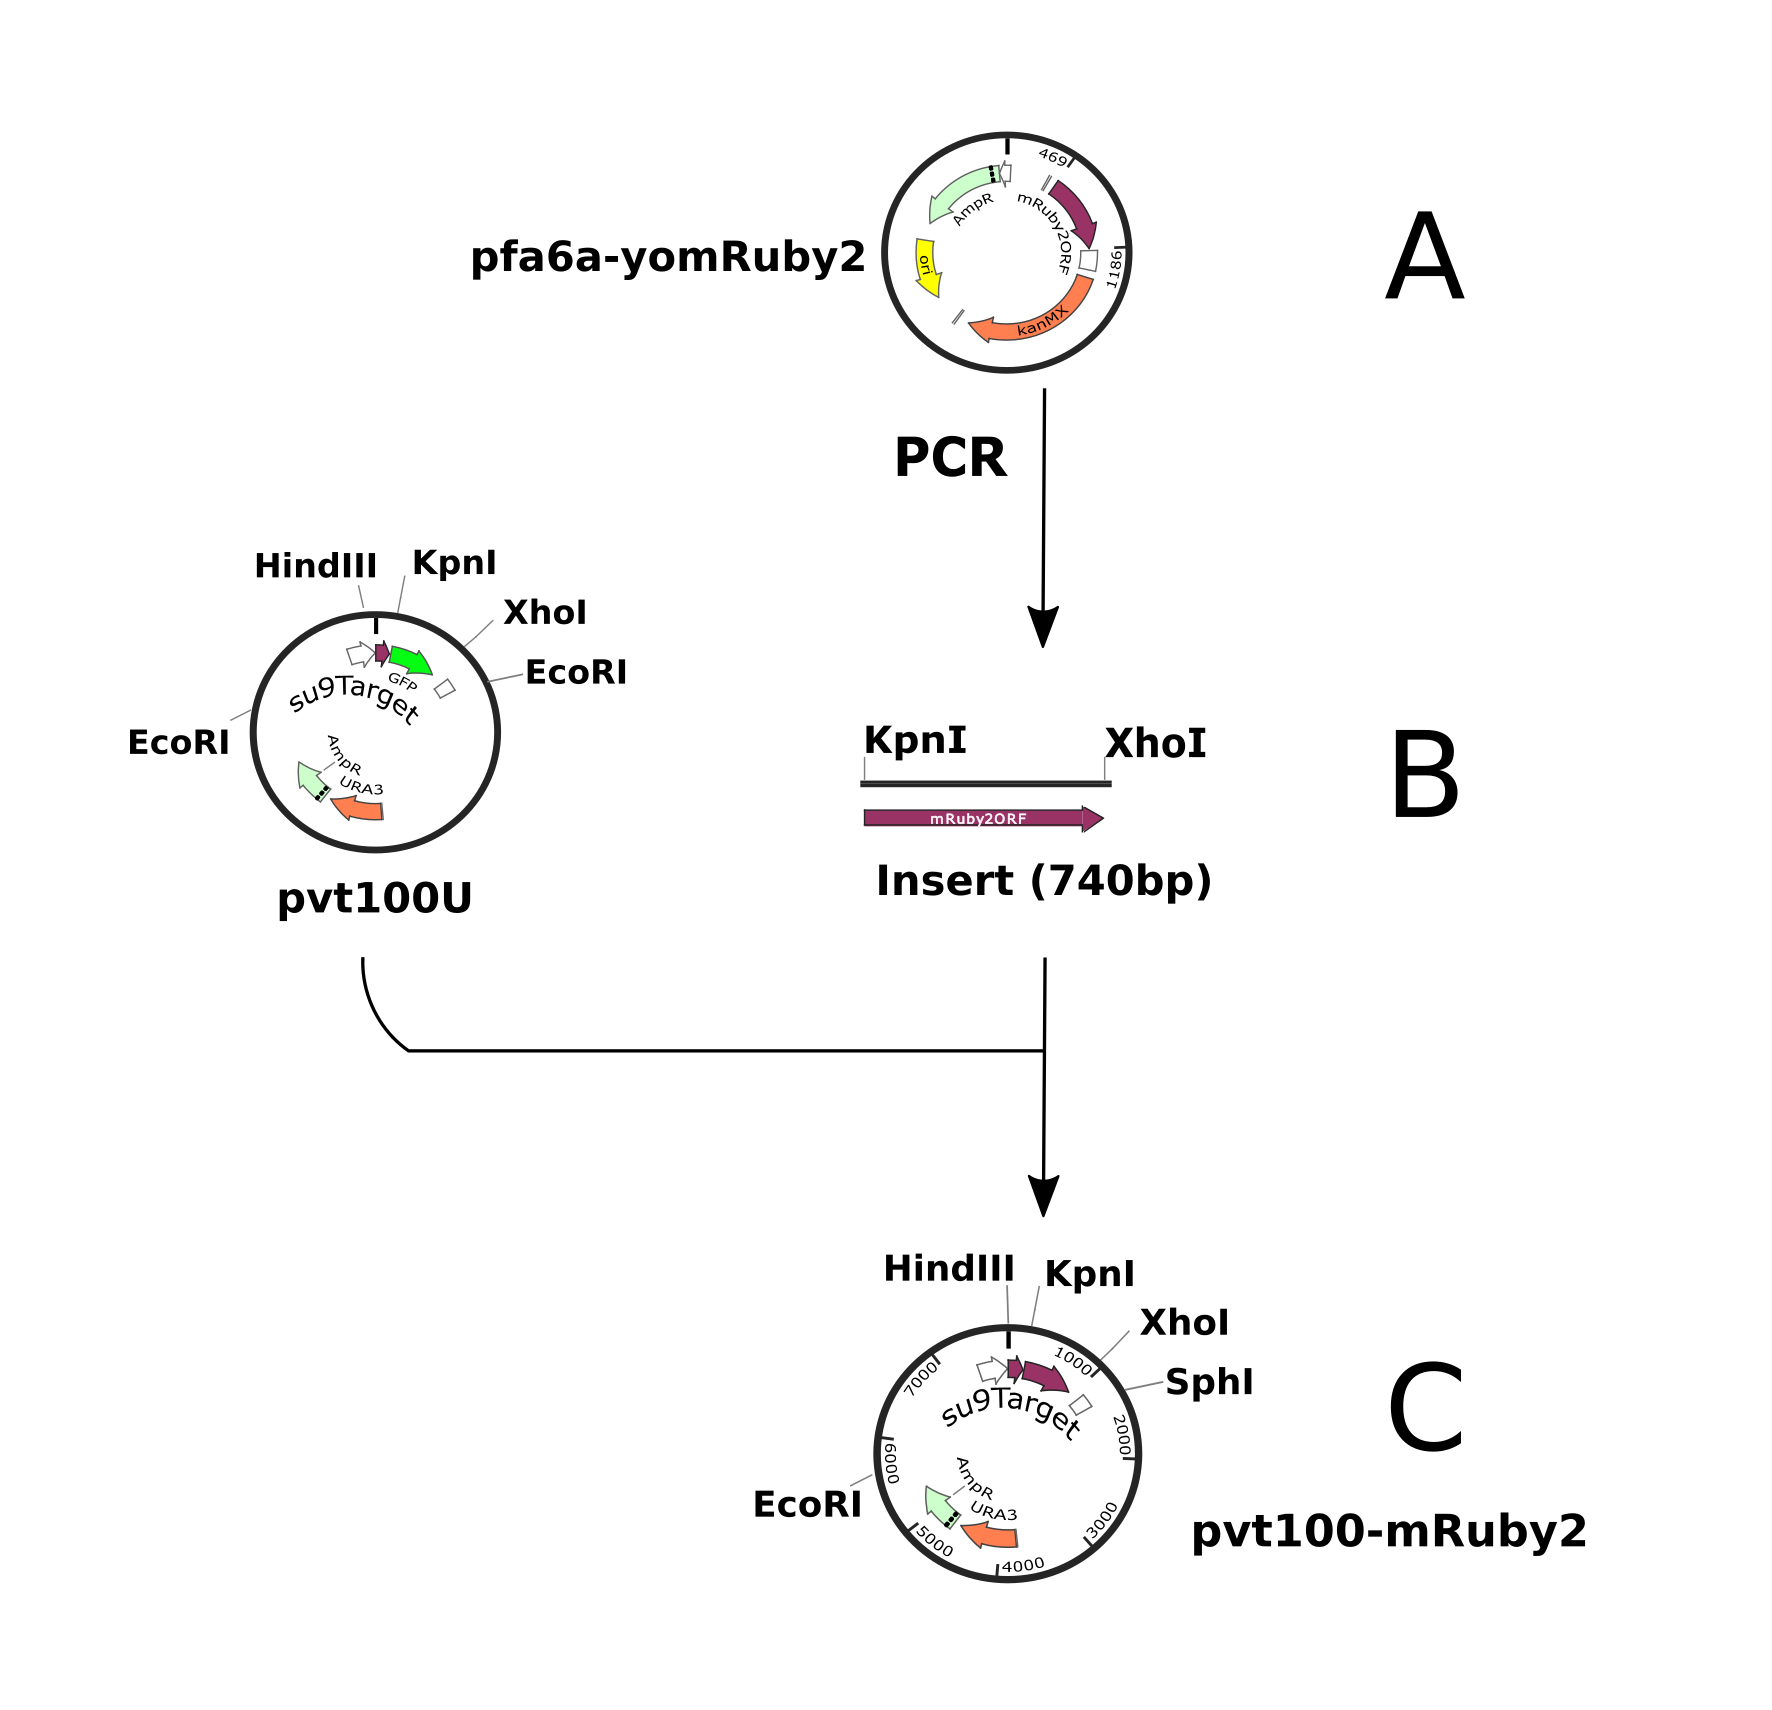 469
AmpR
mRuby2ORF
pfa6a-yomRuby2
ori
1186
kanMX
A
PCR
HindIII
KpnI
XhoI
EcoRI
GFP
su9Target
EcoRI
AmpR
URA3
pvt100U
KpnI
XhoI
mRuby2ORF
Insert (740bp)
B
HindIII
KpnI
XhoI
1000
SphI
7000
su9Target
2000
6000
AmpR
URA3
EcoRI
3000
5000
4000
C
pvt100-mRuby2